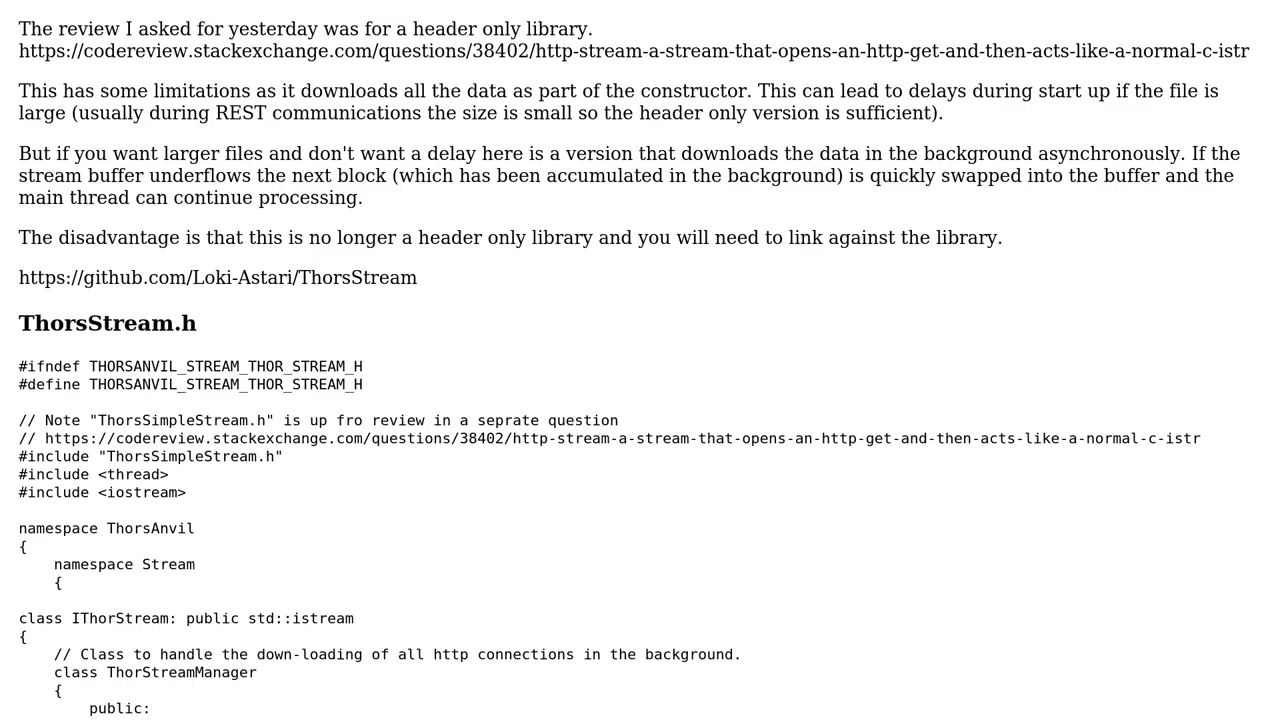 The review I asked for yesterday was for a header only library.
https://codereview.stackexchange.com/questions/38402/http-stream-a-stream-that-opens-an-http-get-and-then-acts-like-a-normal-c-istr
This has some limitations as it downloads all the data as part of the constructor. This can lead to delays during start up if the file is
large (usually during REST communications the size is small so the header only version is sufficient).
But if you want larger files and don't want a delay here is a version that downloads the data in the background asynchronously. If the
stream buffer underflows the next block (which has been accumulated in the background) is quickly swapped into the buffer and the
main thread can continue processing.
The disadvantage is that this is no longer a header only library and you will need to link against the library.
https://github.com/Loki-Astari/ThorsStream
ThorsStream.h
#ifndef THORSANVIL_STREAM_THOR_STREAM_H
#define THORSANVIL_STREAM_THOR_STREAM_H
// Note "ThorsSimpleStream.h" is up fro review in a seprate question
// https://codereview.stackexchange.com/questions/38402/http-stream-a-stream-that-opens-an-http-get-and-then-acts-like-a-normal-c-istr
#include "ThorsSimpleStream.h"
#include <thread>
#include <iostream>
namespace ThorsAnvil
{
    namespace Stream
    {
class IThorStream: public std::istream
{
    // Class to handle the down-loading of all http connections in the background.
    class ThorStreamManager
    {
        public: